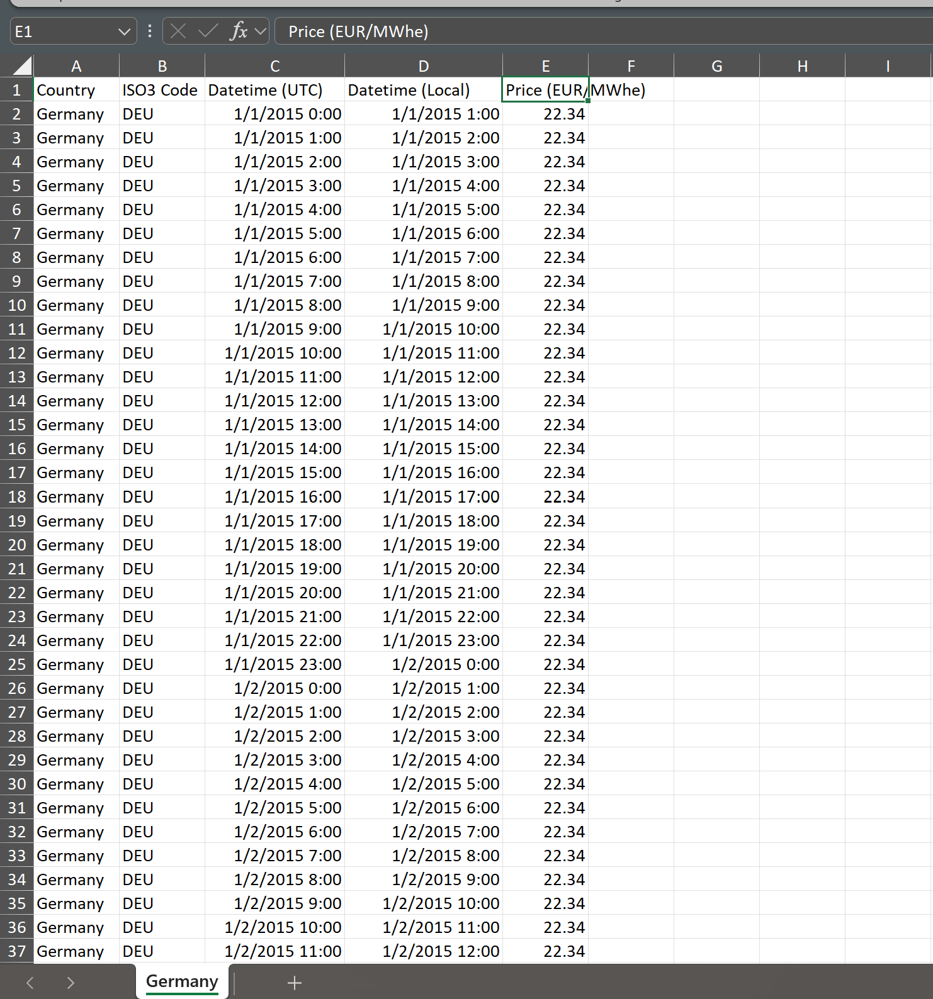 E1 fx Price (EUR/MWhe)
A B C D E F G H I
1 Country ISO3 Code Datetime (UTC) Datetime (Local) Price (EUR/MWhe)
2 Germany DEU 1/1/2015 0:00 1/1/2015 1:00 22.34
3 Germany DEU 1/1/2015 1:00 1/1/2015 2:00 22.34
4 Germany DEU 1/1/2015 2:00 1/1/2015 3:00 22.34
5 Germany DEU 1/1/2015 3:00 1/1/2015 4:00 22.34
6 Germany DEU 1/1/2015 4:00 1/1/2015 5:00 22.34
7 Germany DEU 1/1/2015 5:00 1/1/2015 6:00 22.34
8 Germany DEU 1/1/2015 6:00 1/1/2015 7:00 22.34
9 Germany DEU 1/1/2015 7:00 1/1/2015 8:00 22.34
10 Germany DEU 1/1/2015 8:00 1/1/2015 9:00 22.34
11 Germany DEU 1/1/2015 9:00 1/1/2015 10:00 22.34
12 Germany DEU 1/1/2015 10:00 1/1/2015 11:00 22.34
13 Germany DEU 1/1/2015 11:00 1/1/2015 12:00 22.34
14 Germany DEU 1/1/2015 12:00 1/1/2015 13:00 22.34
15 Germany DEU 1/1/2015 13:00 1/1/2015 14:00 22.34
16 Germany DEU 1/1/2015 14:00 1/1/2015 15:00 22.34
17 Germany DEU 1/1/2015 15:00 1/1/2015 16:00 22.34
18 Germany DEU 1/1/2015 16:00 1/1/2015 17:00 22.34
19 Germany DEU 1/1/2015 17:00 1/1/2015 18:00 22.34
20 Germany DEU 1/1/2015 18:00 1/1/2015 19:00 22.34
21 Germany DEU 1/1/2015 19:00 1/1/2015 20:00 22.34
22 Germany DEU 1/1/2015 20:00 1/1/2015 21:00 22.34
23 Germany DEU 1/1/2015 21:00 1/1/2015 22:00 22.34
24 Germany DEU 1/1/2015 22:00 1/1/2015 23:00 22.34
25 Germany DEU 1/1/2015 23:00 1/2/2015 0:00 22.34
26 Germany DEU 1/2/2015 0:00 1/2/2015 1:00 22.34
27 Germany DEU 1/2/2015 1:00 1/2/2015 2:00 22.34
28 Germany DEU 1/2/2015 2:00 1/2/2015 3:00 22.34
29 Germany DEU 1/2/2015 3:00 1/2/2015 4:00 22.34
30 Germany DEU 1/2/2015 4:00 1/2/2015 5:00 22.34
31 Germany DEU 1/2/2015 5:00 1/2/2015 6:00 22.34
32 Germany DEU 1/2/2015 6:00 1/2/2015 7:00 22.34
33 Germany DEU 1/2/2015 7:00 1/2/2015 8:00 22.34
34 Germany DEU 1/2/2015 8:00 1/2/2015 9:00 22.34
35 Germany DEU 1/2/2015 9:00 1/2/2015 10:00 22.34
36 Germany DEU 1/2/2015 10:00 1/2/2015 11:00 22.34
37 Germany DEU 1/2/2015 11:00 1/2/2015 12:00 22.34
Germany